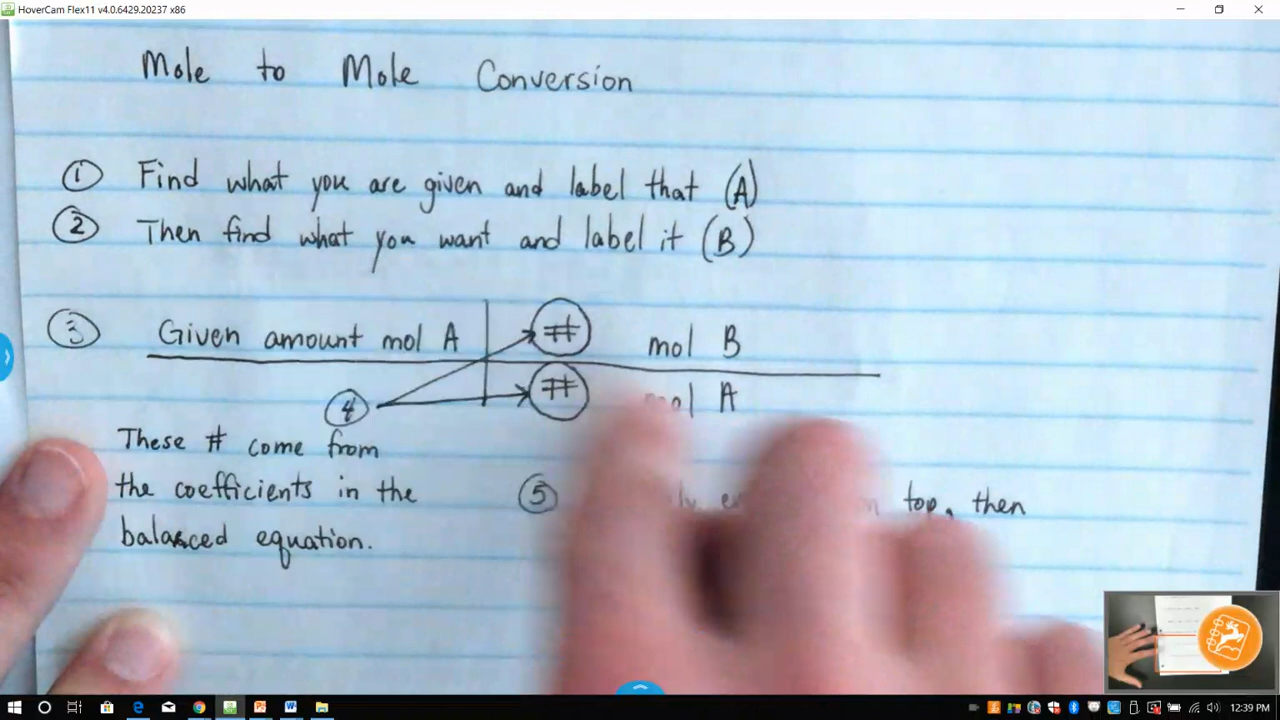 HoverCam Flex11 v4.0.6429.20237 x86
Mole to Mole Conversion
① Find what you are given and label that (A)
② Then find what you want and label it (B)
③ Given amount mol A # mol B
# mol A
④
These # come from
the coefficients in the
balanced equation.
⑤ top, then
12:39 PM